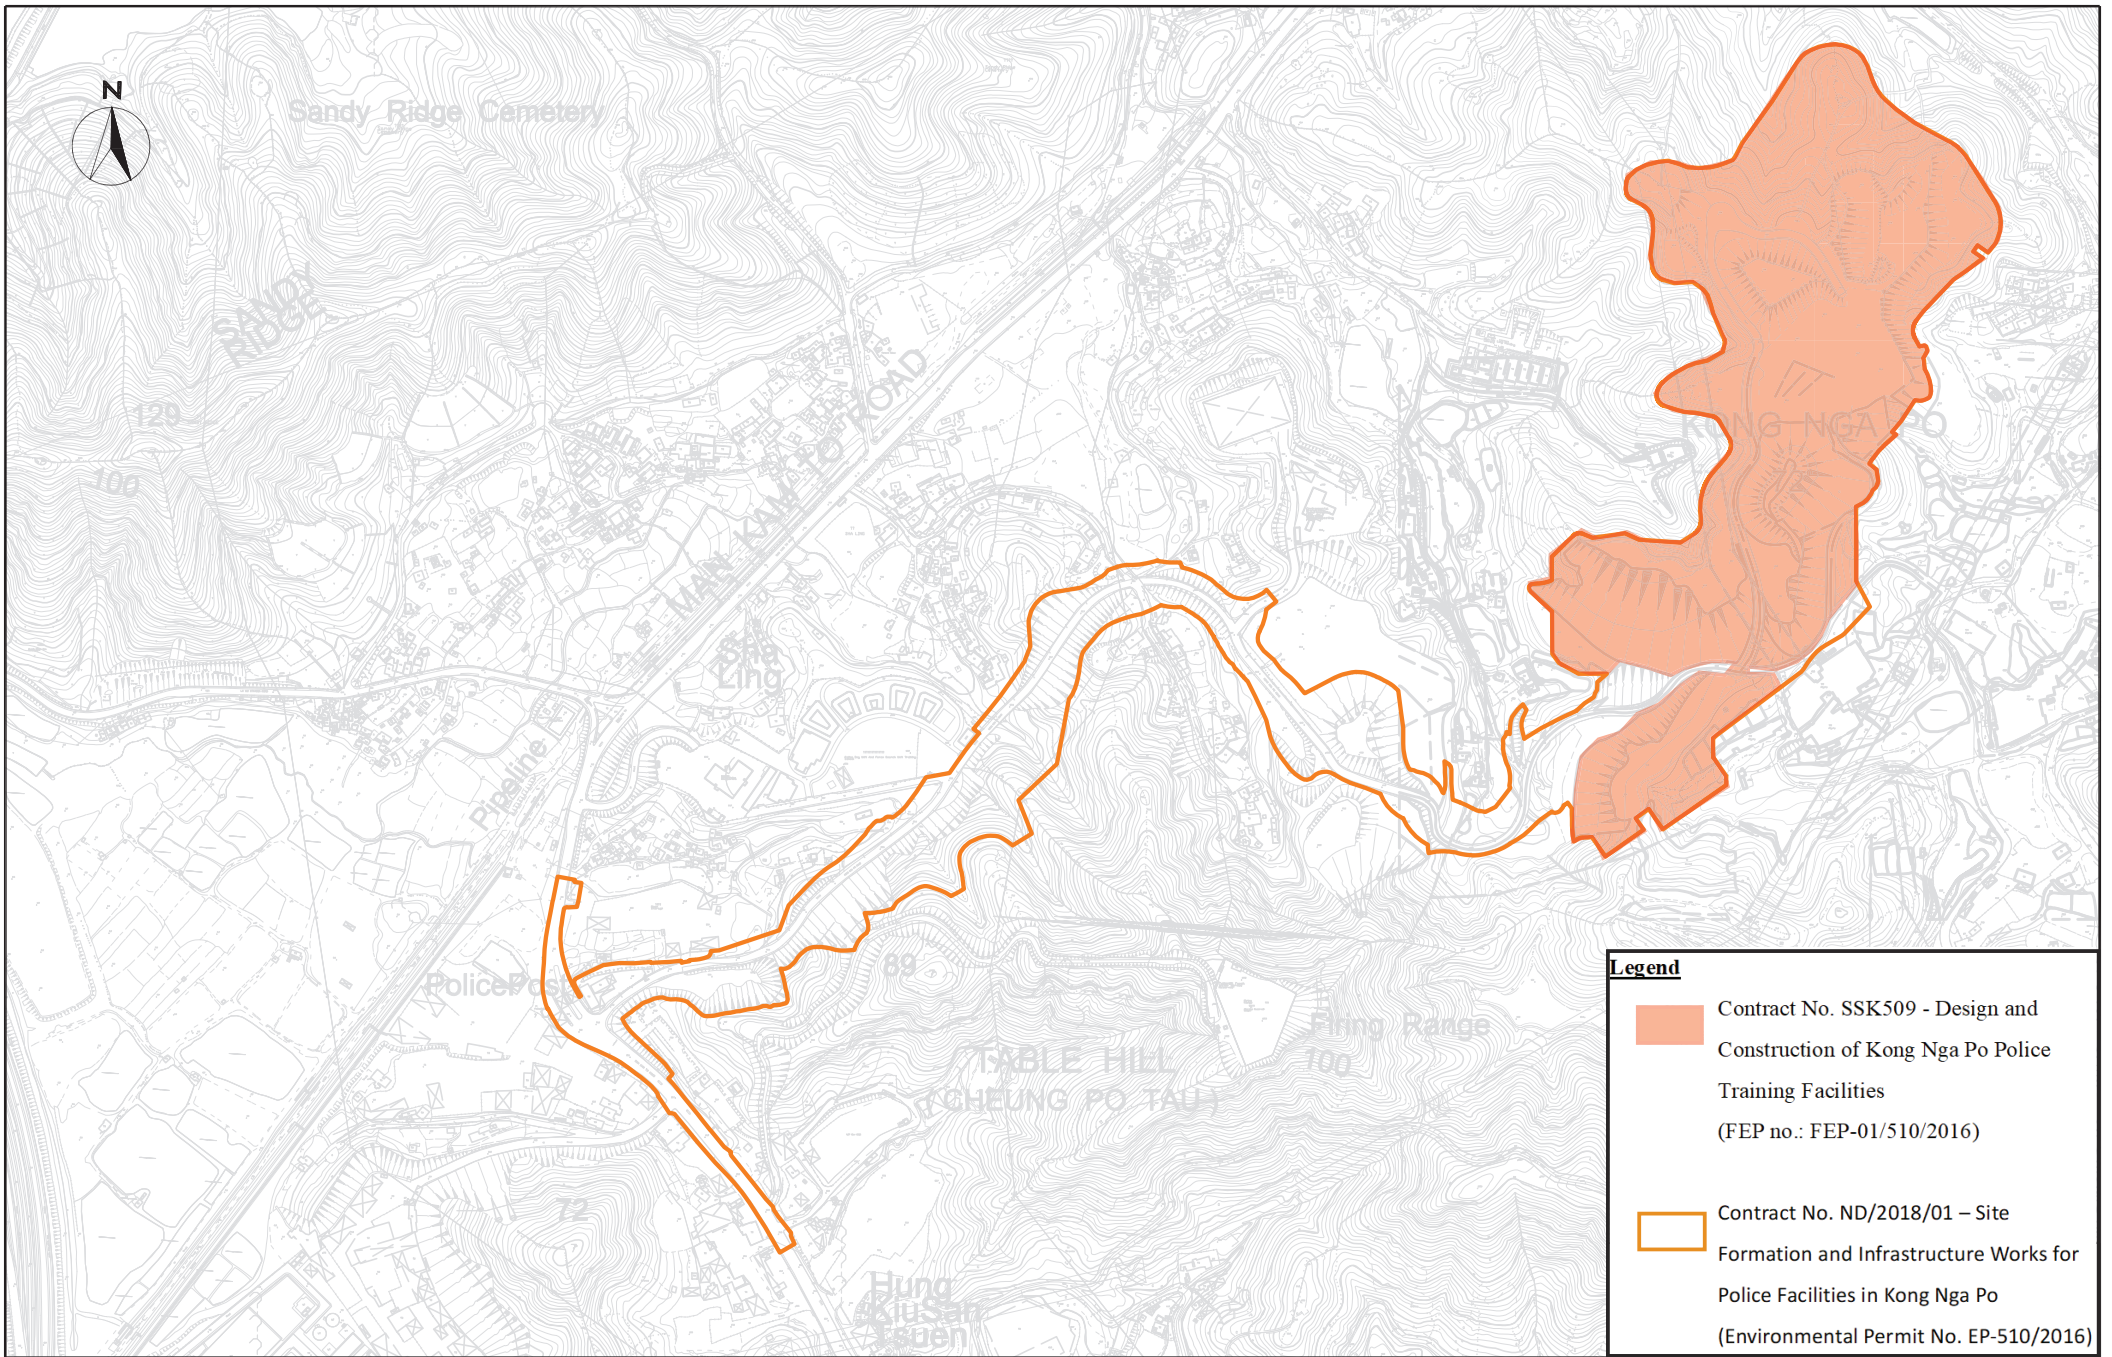 N
Sandy Ridge Cemetery
SANDY
RIDGE
129
100
MAN KAM TO ROAD
KONG NGA PO
Sha
Ling
Pipeline
Police Post
89
Firing Range
100
TABLE HILL
( CHEUNG PO TAU )
72
Hung
Kiu San
Tsuen
Legend
Contract No. SSK509 - Design and
Construction of Kong Nga Po Police
Training Facilities
(FEP no.: FEP-01/510/2016)
Contract No. ND/2018/01 – Site
Formation and Infrastructure Works for
Police Facilities in Kong Nga Po
(Environmental Permit No. EP-510/2016)